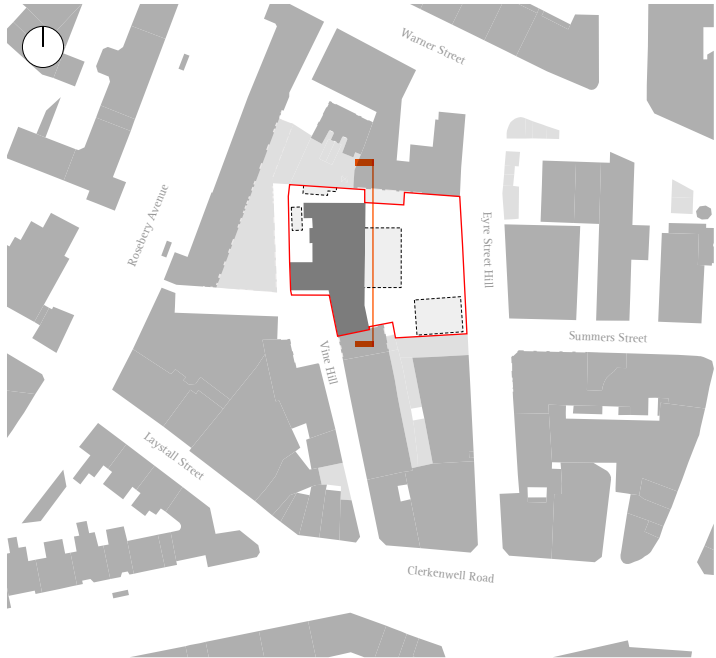 Warner Street
Rosebery Avenue
Eyre Street Hill
Summers Street
Vine Hill
Laystall Street
Clerkenwell Road